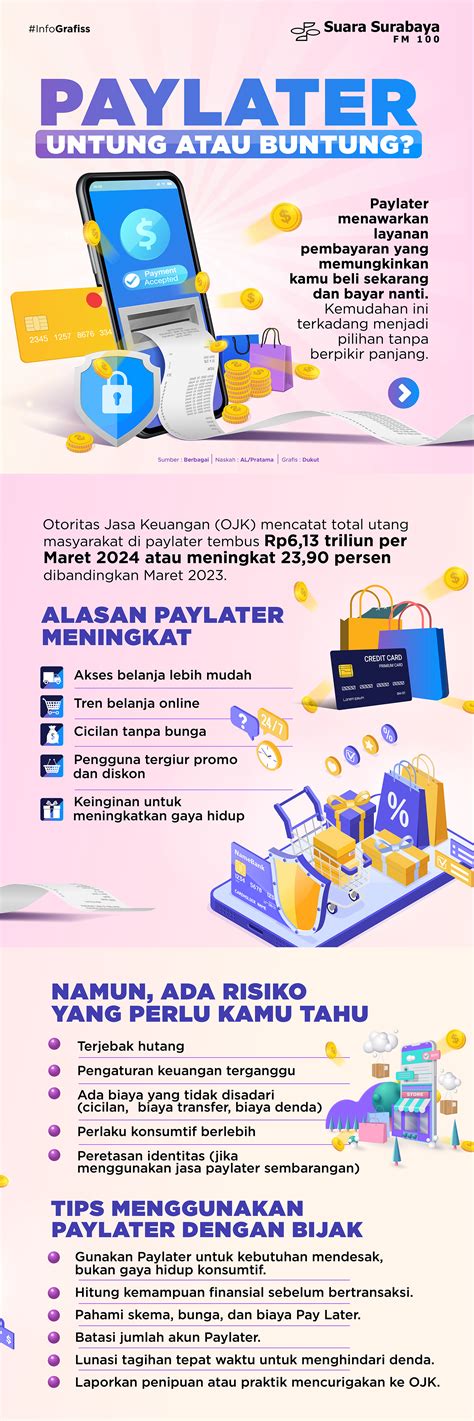 #InfoGrafiss
Suara Surabaya
FM 100
PAYLATER
UNTUNG ATAU BUNTUNG?
Paylater
menawarkan
layanan
pembayaran yang
memungkinkan
kamu beli sekarang
dan bayar nanti.
Kemudahan ini
terkadang menjadi
pilihan tanpa
berpikir panjang.
Payment
Accepted
2345 1257 8676
Sumber : Berbagai | Naskah : AL/Pratama | Grafis : Dukut
Otoritas Jasa Keuangan (OJK) mencatat total utang
masyarakat di paylater tembus Rp6,13 triliun per
Maret 2024 atau meningkat 23,90 persen
dibandingkan Maret 2023.
ALASAN PAYLATER
MENINGKAT
Akses belanja lebih mudah
Tren belanja online
Cicilan tanpa bunga
Pengguna tergiur promo
dan diskon
Keinginan untuk
meningkatkan gaya hidup
CREDIT CARD
PREMIUM CARD
?
24/7
%
%
NameBank
NAMUN, ADA RISIKO
YANG PERLU KAMU TAHU
Terjebak hutang
Pengaturan keuangan terganggu
Ada biaya yang tidak disadari
(cicilan, biaya transfer, biaya denda)
Perlaku konsumtif berlebih
Peretasan identitas (jika
menggunakan jasa paylater sembarangan)
STORE
TIPS MENGGUNAKAN
PAYLATER DENGAN BIJAK
Gunakan Paylater untuk kebutuhan mendesak,
bukan gaya hidup konsumtif.
Hitung kemampuan finansial sebelum bertransaksi.
Pahami skema, bunga, dan biaya Pay Later.
Batasi jumlah akun Paylater.
Lunasi tagihan tepat waktu untuk menghindari denda.
Laporkan penipuan atau praktik mencurigakan ke OJK.